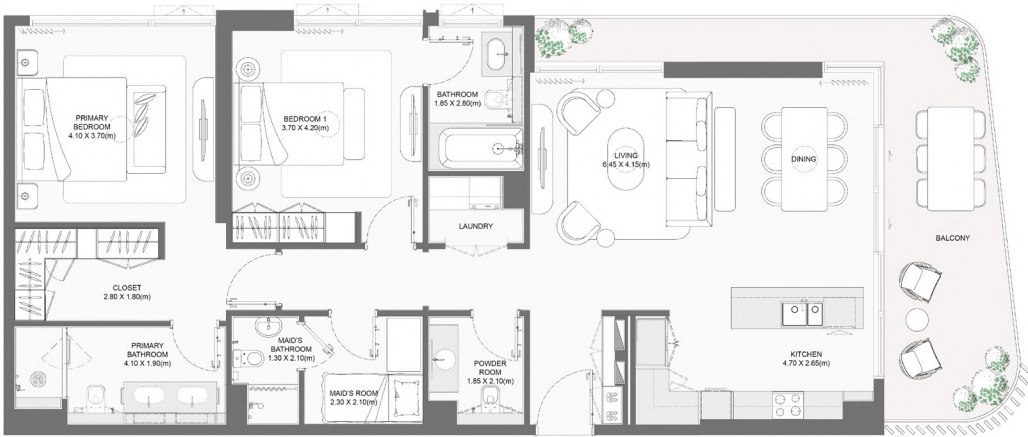 PRIMARY
BEDROOM
4.10 X 3.70(m)
BEDROOM 1
3.70 X 4.20(m)
BATHROOM
1.85 X 2.80(m)
LIVING
6.45 X 4.15(m)
DINING
BALCONY
LAUNDRY
CLOSET
2.80 X 1.80(m)
PRIMARY
BATHROOM
4.10 X 1.90(m)
MAID'S
BATHROOM
1.30 X 2.10(m)
MAID'S ROOM
2.30 X 2.10(m)
POWDER
ROOM
1.85 X 2.10(m)
KITCHEN
4.70 X 2.65(m)